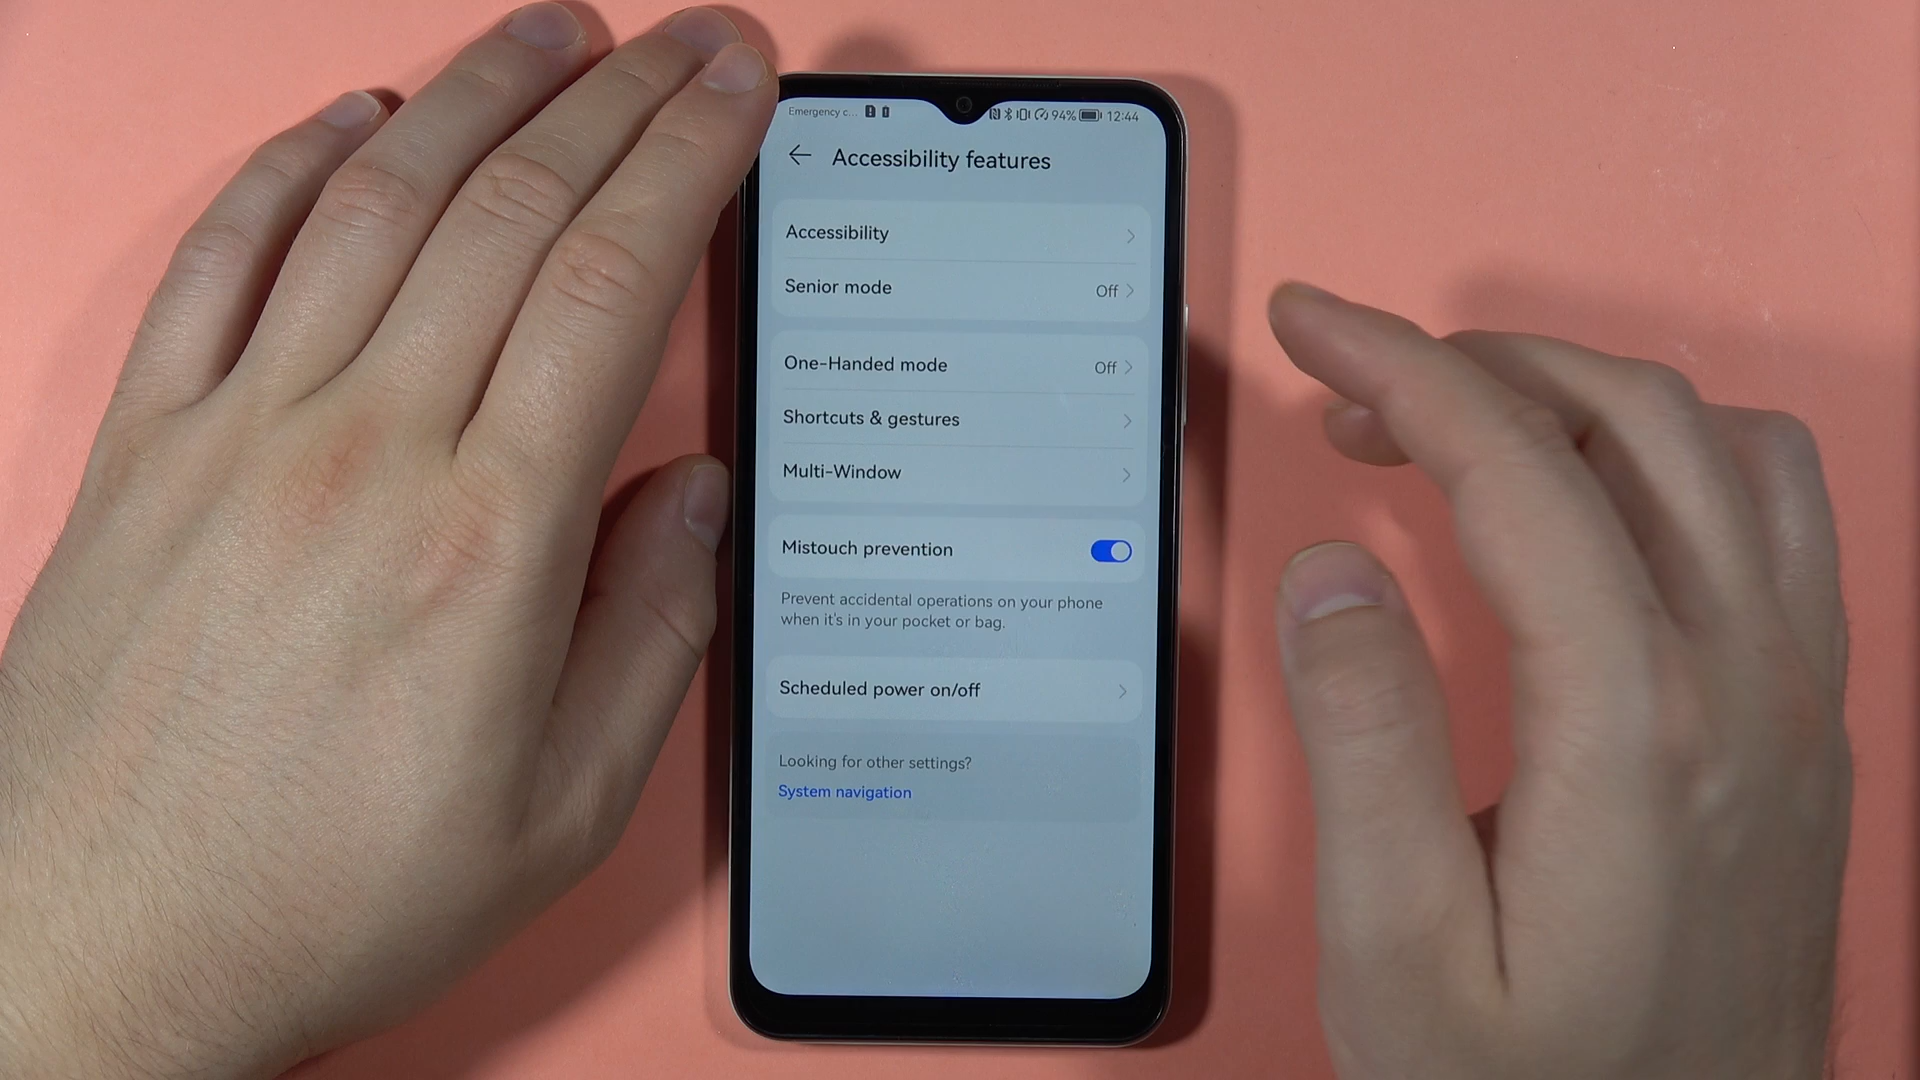 Emergency c... 94% 12:44
Accessibility features
Accessibility
Senior mode Off
One-Handed mode Off
Shortcuts & gestures
Multi-Window
Mistouch prevention
Prevent accidental operations on your phone
when it's in your pocket or bag.
Scheduled power on/off
Looking for other settings?
System navigation